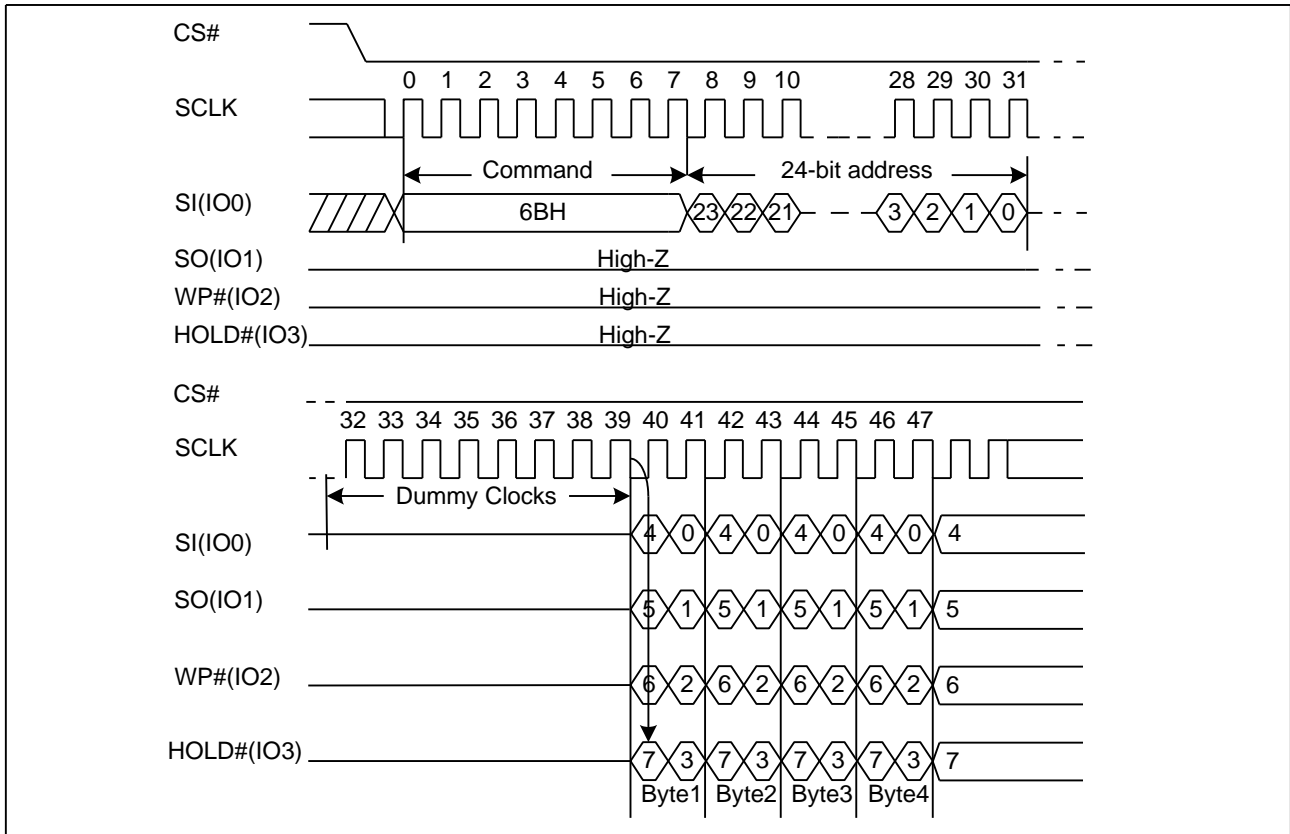 CS#
0 1 2 3 4 5 6 7 8 9 10 28 29 30 31
SCLK
Command 24-bit address
SI(IO0) 6BH 23 22 21 3 2 1 0
SO(IO1) High-Z
WP#(IO2) High-Z
HOLD#(IO3) High-Z
CS#
32 33 34 35 36 37 38 39 40 41 42 43 44 45 46 47
SCLK
Dummy Clocks
SI(IO0) 4 0 4 0 4 0 4 0 4
SO(IO1) 5 1 5 1 5 1 5 1 5
WP#(IO2) 6 2 6 2 6 2 6 2 6
HOLD#(IO3) 7 3 7 3 7 3 7 3 7
Byte1 Byte2 Byte3 Byte4